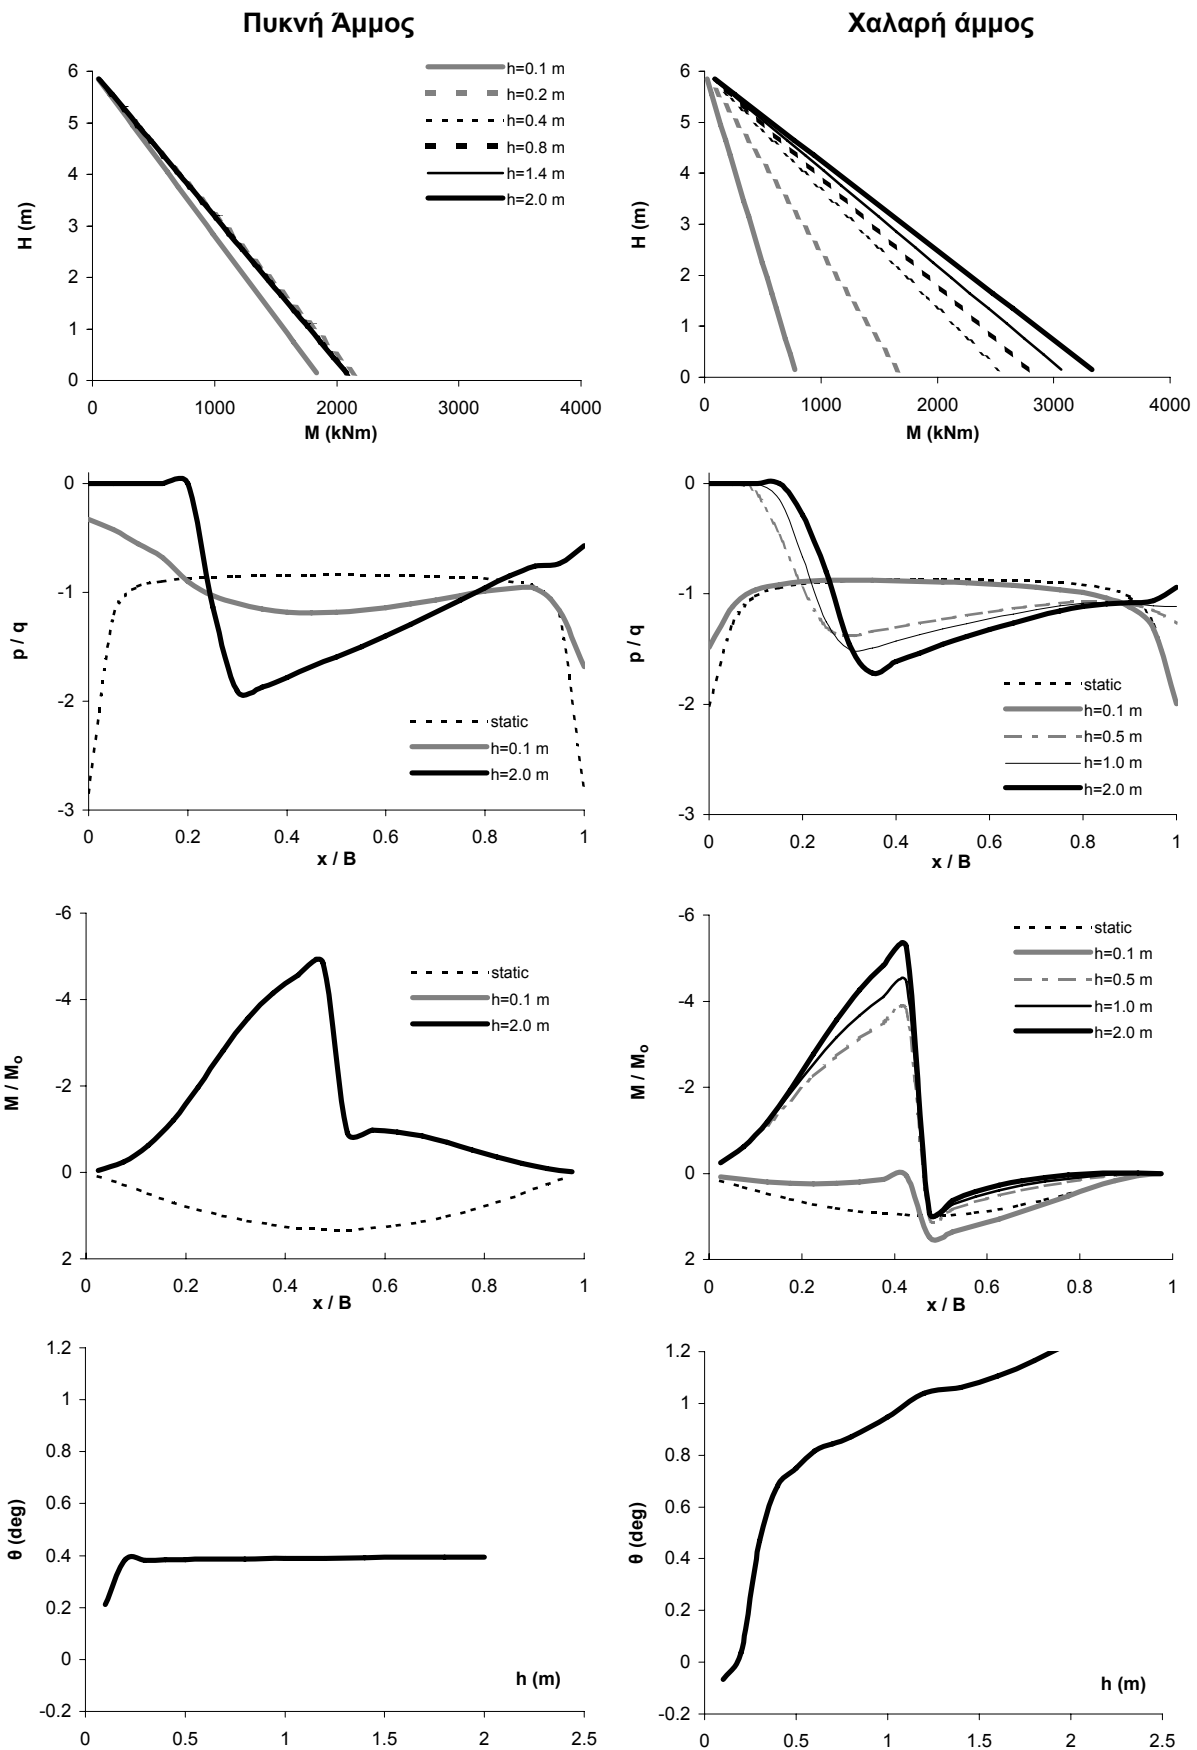 Πυκνή Άμμος
Χαλαρή άμμος
6
5
4
3
2
1
0
H (m)
0 1000 2000 3000 4000
M (kNm)
h=0.1 m
h=0.2 m
h=0.4 m
h=0.8 m
h=1.4 m
h=2.0 m
6
5
4
3
2
1
0
H (m)
0 1000 2000 3000 4000
M (kNm)
0
-1
-2
-3
p / q
0 0.2 0.4 0.6 0.8 1
x / B
static
h=0.1 m
h=2.0 m
0
-1
-2
-3
p / q
0 0.2 0.4 0.6 0.8 1
x / B
static
h=0.1 m
h=0.5 m
h=1.0 m
h=2.0 m
-6
-4
-2
0
2
M / Mo
0 0.2 0.4 0.6 0.8 1
x / B
static
h=0.1 m
h=2.0 m
-6
-4
-2
0
2
M / Mo
0 0.2 0.4 0.6 0.8 1
x / B
static
h=0.1 m
h=0.5 m
h=1.0 m
h=2.0 m
1.2
1
0.8
0.6
0.4
0.2
0
-0.2
θ (deg)
h (m)
0 0.5 1 1.5 2 2.5
1.2
1
0.8
0.6
0.4
0.2
0
-0.2
θ (deg)
h (m)
0 0.5 1 1.5 2 2.5